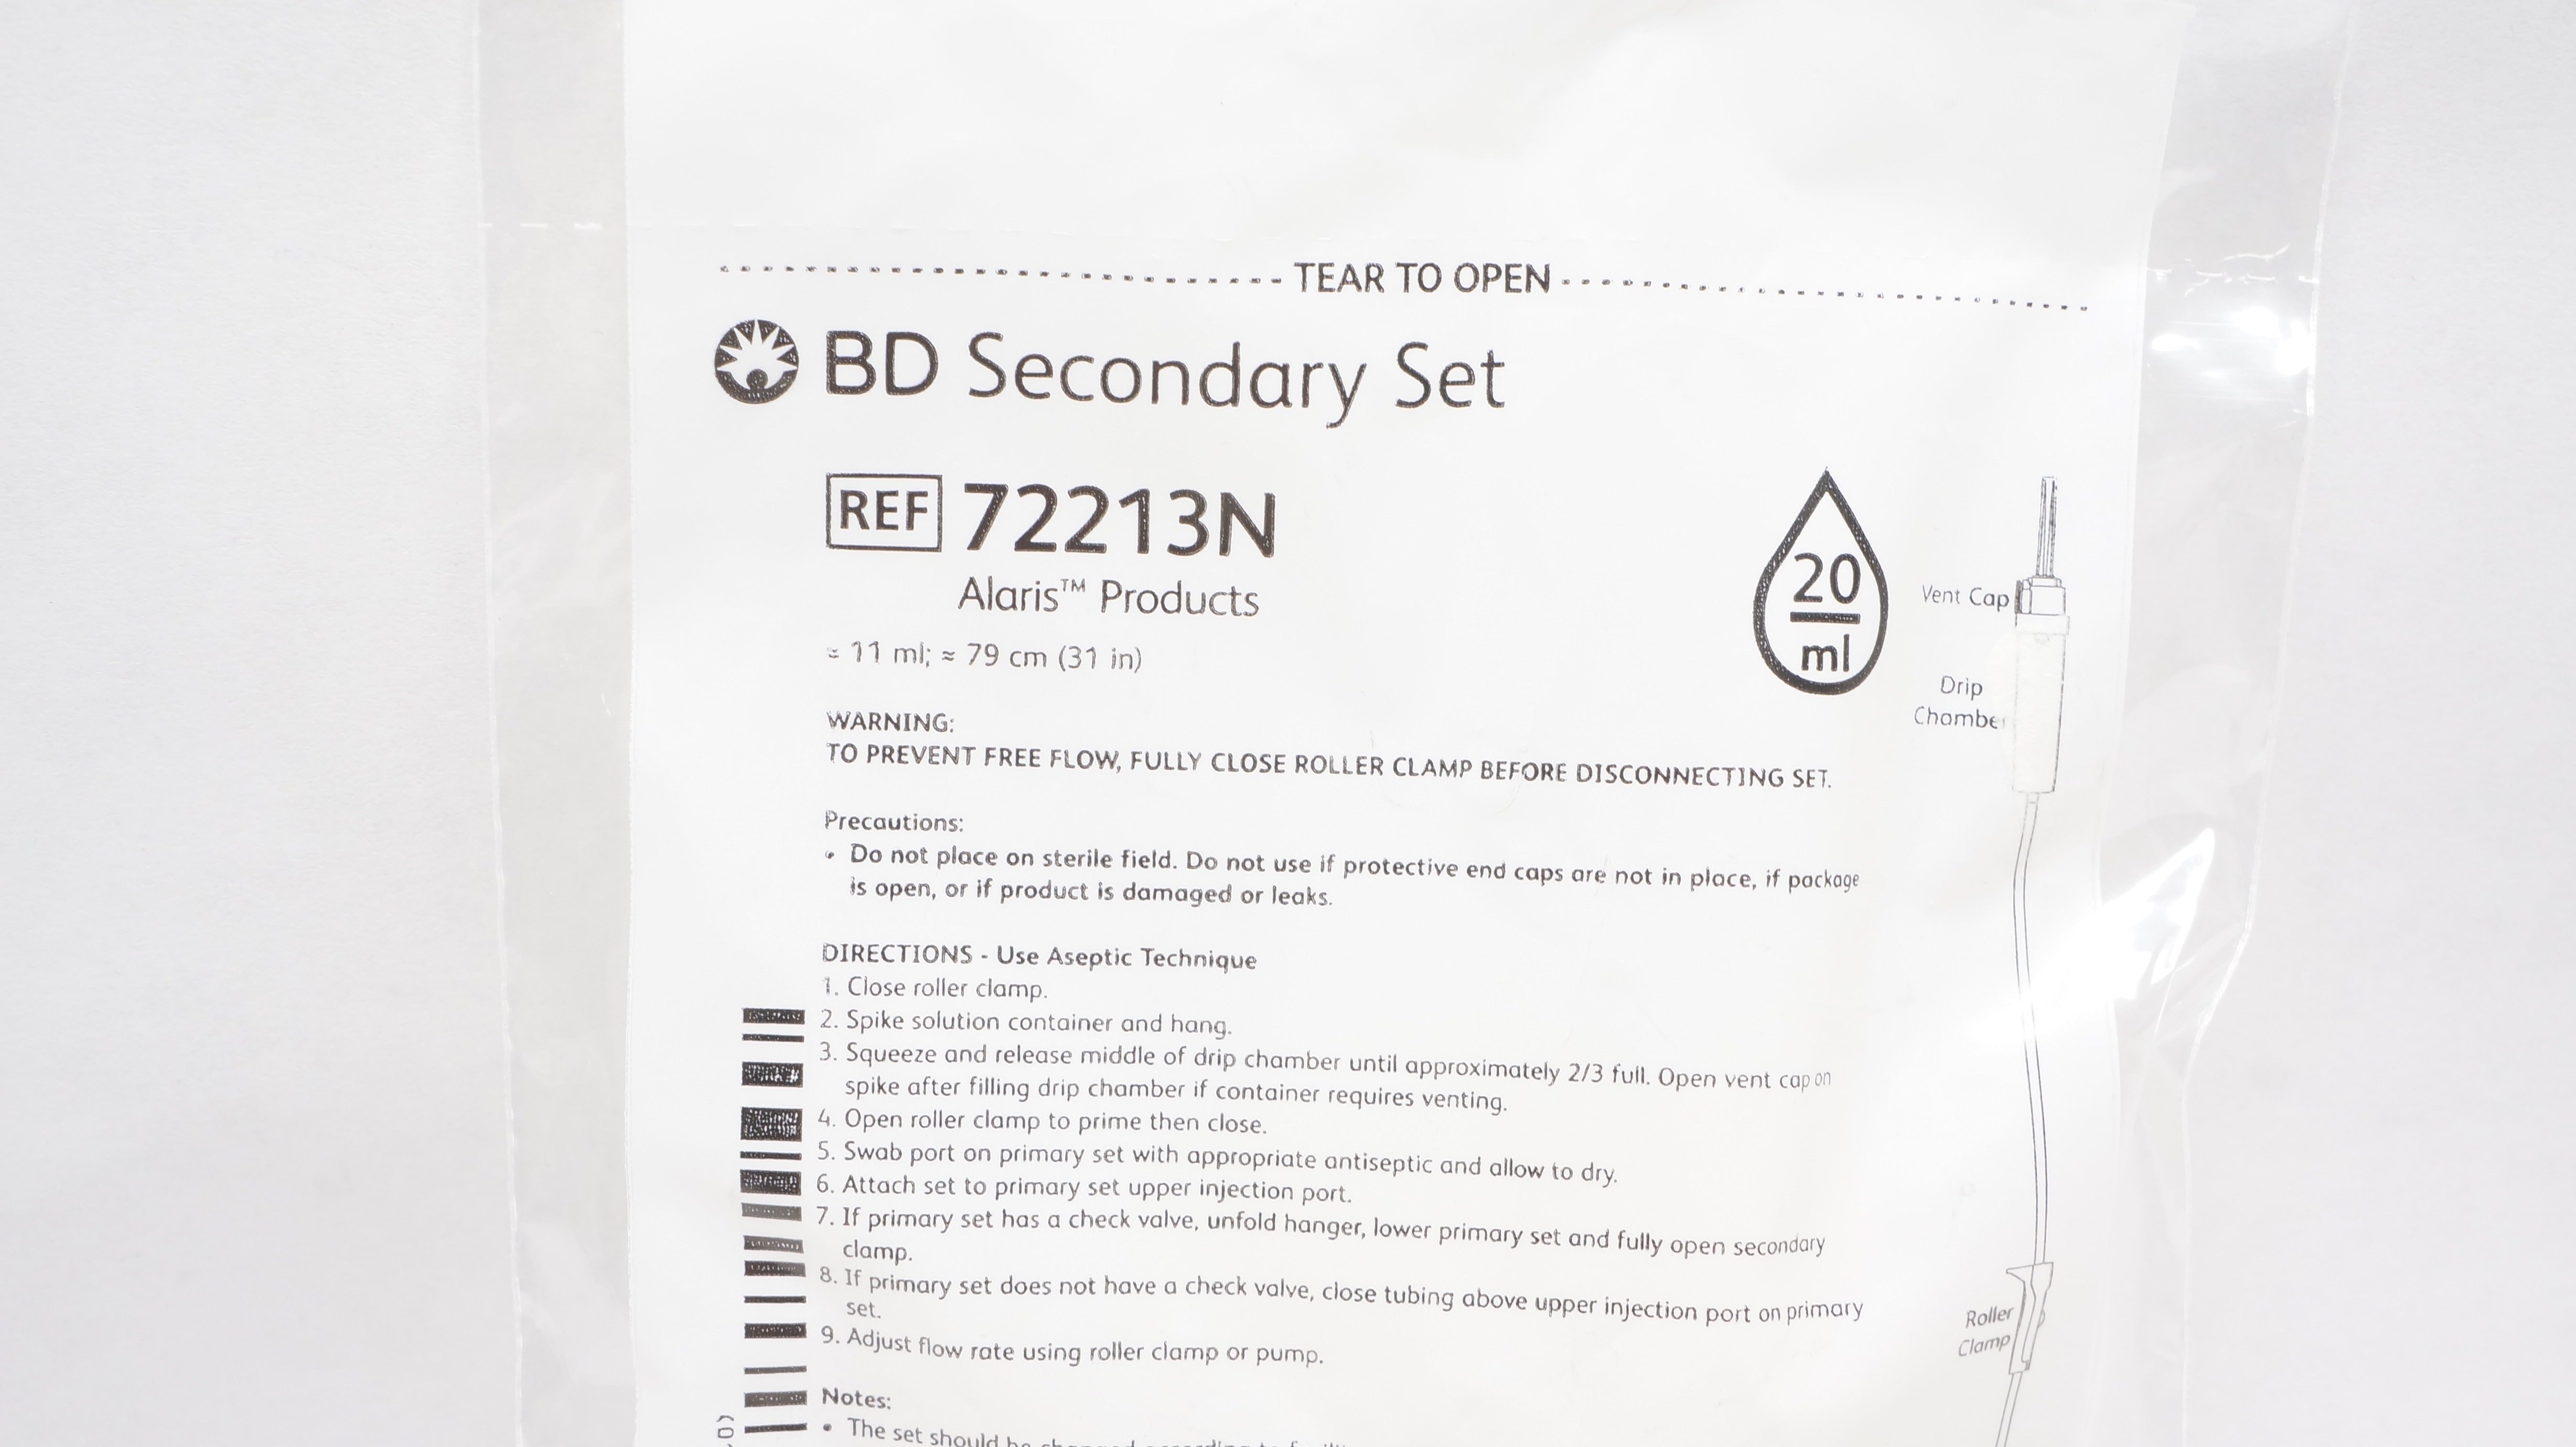 TEAR TO OPEN
BD Secondary Set
REF 72213N
Alaris™ Products
≈ 11 ml; ≈ 79 cm (31 in)
20
ml
Vent Cap
Drip
Chamber
WARNING:
TO PREVENT FREE FLOW, FULLY CLOSE ROLLER CLAMP BEFORE DISCONNECTING SET.
Precautions:
• Do not place on sterile field. Do not use if protective end caps are not in place, if package
is open, or if product is damaged or leaks.
DIRECTIONS - Use Aseptic Technique
1. Close roller clamp.
2. Spike solution container and hang.
3. Squeeze and release middle of drip chamber until approximately 2/3 full. Open vent cap on
spike after filling drip chamber if container requires venting.
4. Open roller clamp to prime then close.
5. Swab port on primary set with appropriate antiseptic and allow to dry.
6. Attach set to primary set upper injection port.
7. If primary set has a check valve, unfold hanger, lower primary set and fully open secondary
clamp.
8. If primary set does not have a check valve, close tubing above upper injection port on primary
set.
9. Adjust flow rate using roller clamp or pump.
Roller
Clamp
Notes:
• The set should be